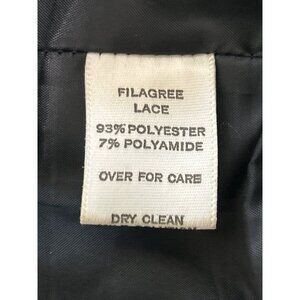 FILAGREE
LACE
93% POLYESTER
7% POLYAMIDE
OVER FOR CARE
DRY CLEAN